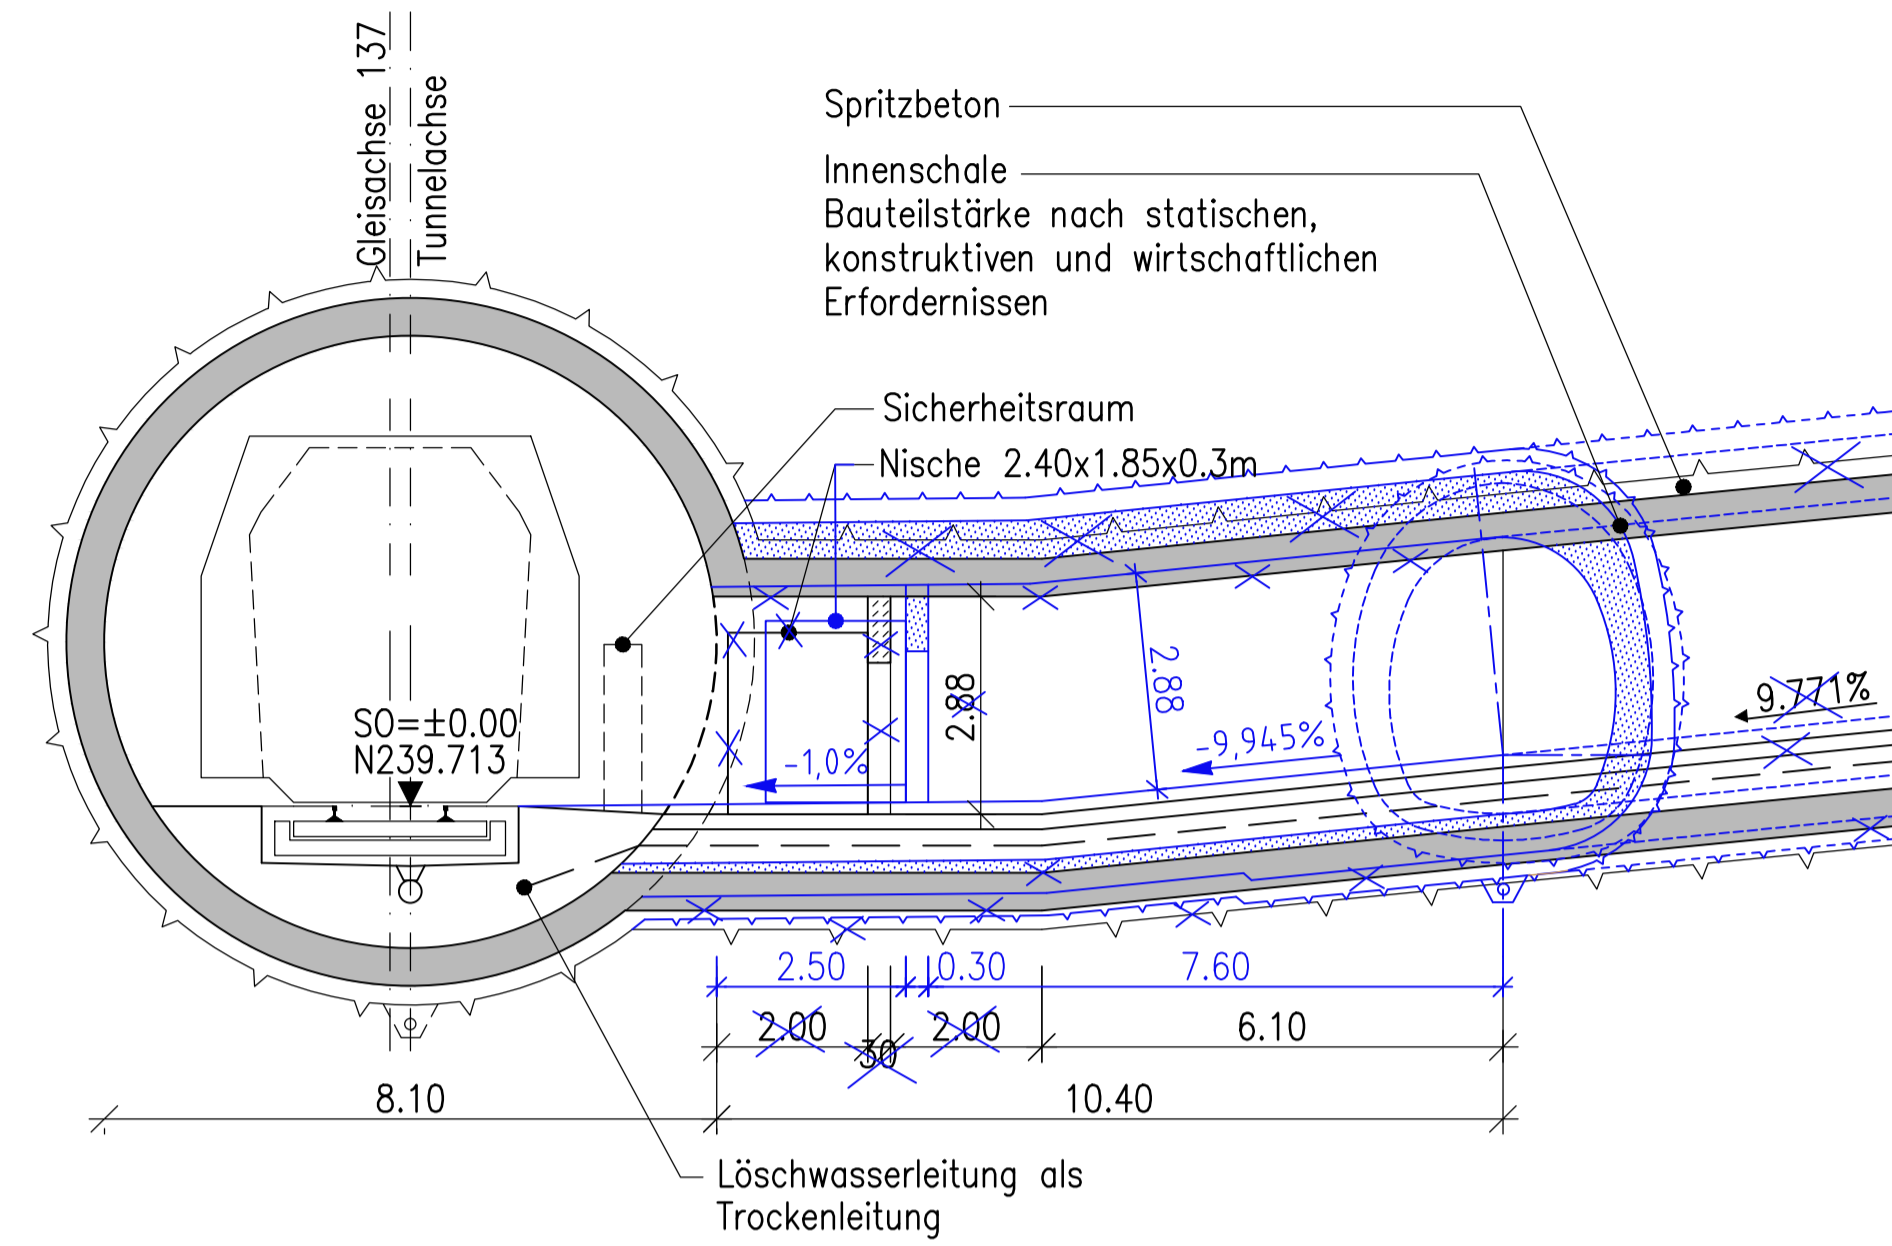 Gleisachse 137
Tunnelachse
Spritzbeton
Innenschale
Bauteilstärke nach statischen,
konstruktiven und wirtschaftlichen
Erfordernissen
Sicherheitsraum
Nische 2.40x1.85x0.3m
SO=±0.00
N239.713
-1,0%
2.88
2.88
-9,945%
9.771%
2.50
0.30
7.60
2.00
30
2.00
6.10
8.10
10.40
Löschwasserleitung als
Trockenleitung